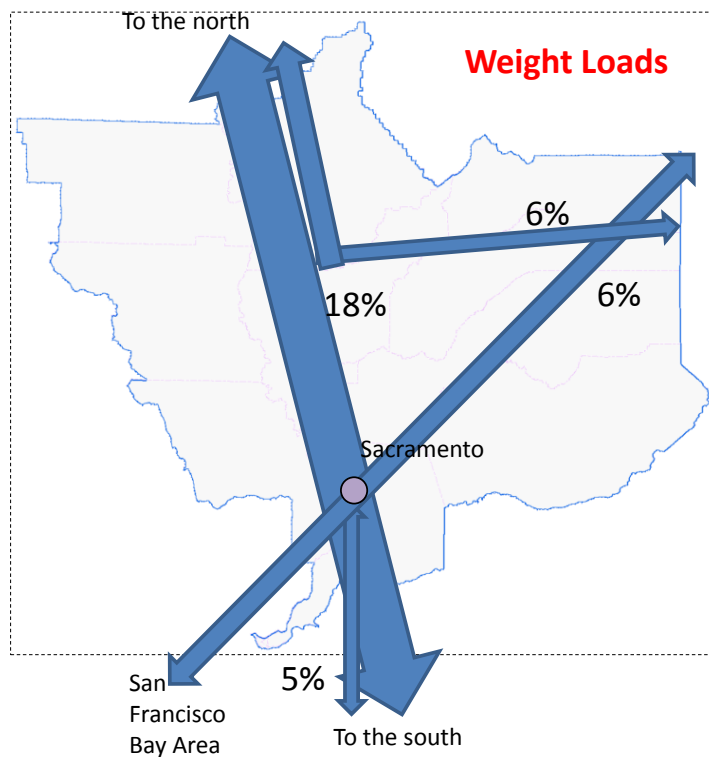 To the north
Weight Loads
6%
6%
18%
Sacramento
5%
San
Francisco
Bay Area
To the south